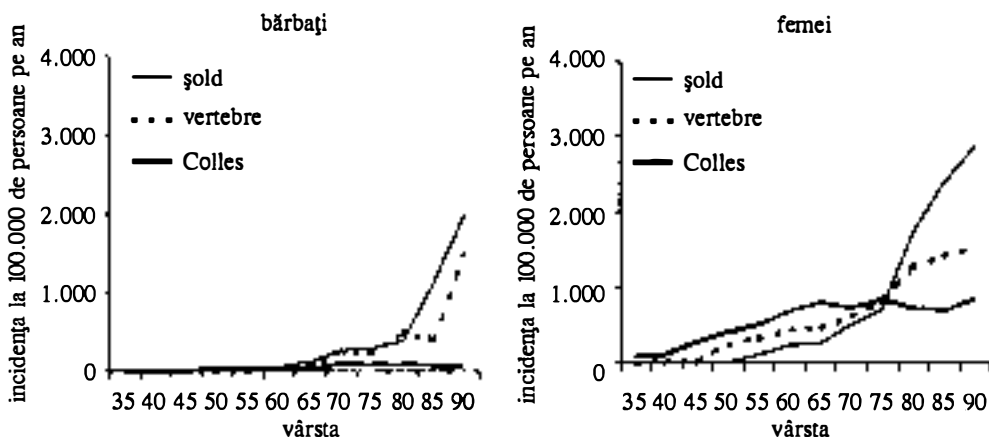 bărbaţi
incidenţa la 100.000 de persoane pe an
4.000
3.000
2.000
1.000
0
şold
vertebre
Colles
35 40 45 50 55 60 65 70 75 80 85 90
vârsta
femei
incidenţa la 100.000 de persoane pe an
4.000
3.000
2.000
1.000
0
şold
vertebre
Colles
35 40 45 50 55 60 65 70 75 80 85 90
vârsta